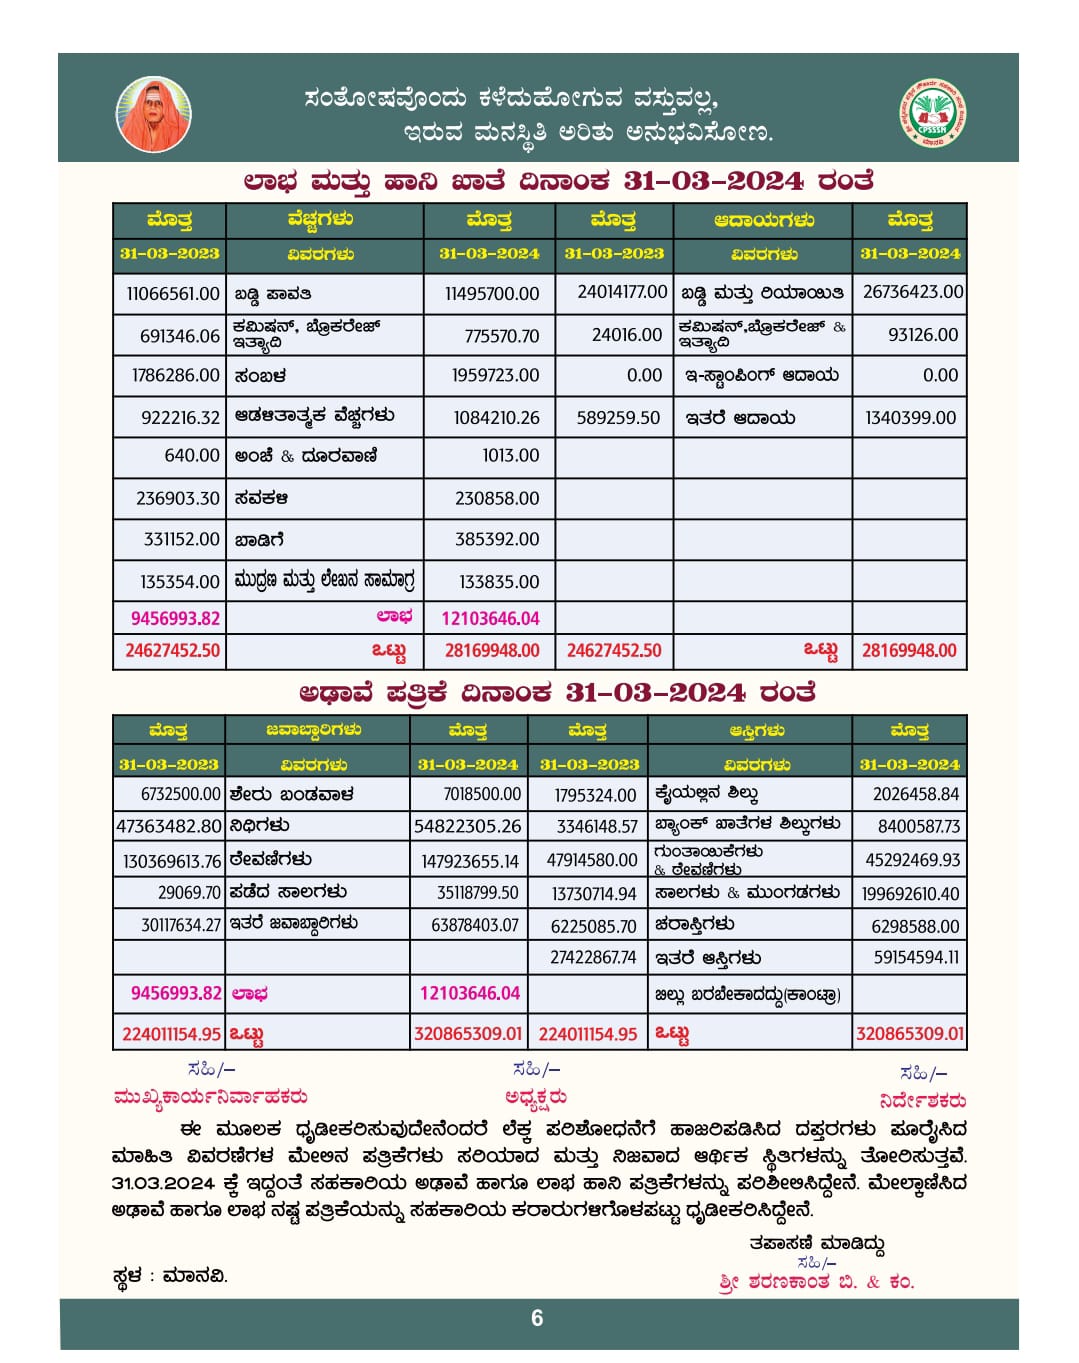 ಸಂತೋಷವೊಂದು ಕಳೆದುಹೋಗುವ ವಸ್ತುವಲ್ಲ,
ಇರುವ ಮನಸ್ಥಿತಿ ಅರಿತು ಅನುಭವಿಸೋಣ.
CPSSSN
ಮಾನವಿ
ಲಾಭ ಮತ್ತು ಹಾನಿ ಖಾತೆ ದಿನಾಂಕ 31-03-2024 ರಂತೆ
ಮೊತ್ತ ವೆಚ್ಚಗಳು ಮೊತ್ತ ಮೊತ್ತ ಆದಾಯಗಳು ಮೊತ್ತ
31-03-2023 ವಿವರಗಳು 31-03-2024 31-03-2023 ವಿವರಗಳು 31-03-2024
11066561.00 ಬಡ್ಡಿ ಪಾವತಿ 11495700.00 24014177.00 ಬಡ್ಡಿ ಮತ್ತು ರಿಯಾಯಿತಿ 26736423.00
691346.06 ಕಮಿಷನ್, ಬ್ರೊಕರೇಜ್ ಇತ್ಯಾದಿ 775570.70 24016.00 ಕಮಿಷನ್,ಬ್ರೊಕರೇಜ್ & ಇತ್ಯಾದಿ 93126.00
1786286.00 ಸಂಬಳ 1959723.00 0.00 ಇ-ಸ್ಟಾಂಪಿಂಗ್ ಆದಾಯ 0.00
922216.32 ಆಡಳಿತಾತ್ಮಕ ವೆಚ್ಚಗಳು 1084210.26 589259.50 ಇತರೆ ಆದಾಯ 1340399.00
640.00 ಅಂಚೆ & ದೂರವಾಣಿ 1013.00
236903.30 ಸವಕಳಿ 230858.00
331152.00 ಬಾಡಿಗೆ 385392.00
135354.00 ಮುದ್ರಣ ಮತ್ತು ಲೇಖನ ಸಾಮಾಗ್ರ 133835.00
9456993.82 ಲಾಭ 12103646.04
24627452.50 ಒಟ್ಟು 28169948.00 24627452.50 ಒಟ್ಟು 28169948.00
ಅಢಾವೆ ಪತ್ರಿಕೆ ದಿನಾಂಕ 31-03-2024 ರಂತೆ
ಮೊತ್ತ ಜವಾಬ್ದಾರಿಗಳು ಮೊತ್ತ ಮೊತ್ತ ಆಸ್ತಿಗಳು ಮೊತ್ತ
31-03-2023 ವಿವರಗಳು 31-03-2024 31-03-2023 ವಿವರಗಳು 31-03-2024
6732500.00 ಶೇರು ಬಂಡವಾಳ 7018500.00 1795324.00 ಕೈಯಲ್ಲಿನ ಶಿಲ್ಕು 2026458.84
47363482.80 ನಿಧಿಗಳು 54822305.26 3346148.57 ಬ್ಯಾಂಕ್ ಖಾತೆಗಳ ಶಿಲ್ಕುಗಳು 8400587.73
130369613.76 ಠೇವಣಿಗಳು 147923655.14 47914580.00 ಗುಂತಾಯಿಕೆಗಳು & ಠೇವಣಿಗಳು 45292469.93
29069.70 ಪಡೆದ ಸಾಲಗಳು 35118799.50 13730714.94 ಸಾಲಗಳು & ಮುಂಗಡಗಳು 199692610.40
30117634.27 ಇತರೆ ಜವಾಬ್ದಾರಿಗಳು 63878403.07 6225085.70 ಚರಾಸ್ತಿಗಳು 6298588.00
27422867.74 ಇತರೆ ಆಸ್ತಿಗಳು 59154594.11
9456993.82 ಲಾಭ 12103646.04 ಜಿಲ್ಲು ಬರಬೇಕಾದದ್ದು(ಕಾಂಟ್ರಾ)
224011154.95 ಒಟ್ಟು 320865309.01 224011154.95 ಒಟ್ಟು 320865309.01
ಸಹಿ/- ಸಹಿ/- ಸಹಿ/-
ಮುಖ್ಯಕಾರ್ಯನಿರ್ವಾಹಕರು ಅಧ್ಯಕ್ಷರು ನಿರ್ದೇಶಕರು
ಈ ಮೂಲಕ ಧೃಡೀಕರಿಸುವುದೇನೆಂದರೆ ಲೆಕ್ಕ ಪರಿಶೋಧನೆಗೆ ಹಾಜರಿಪಡಿಸಿದ ದಪ್ತರಗಳು ಪೂರೈಸಿದ
ಮಾಹಿತಿ ವಿವರಣೆಗಳ ಮೇಲಿನ ಪತ್ರಿಕೆಗಳು ಸರಿಯಾದ ಮತ್ತು ನಿಜವಾದ ಆರ್ಥಿಕ ಸ್ಥಿತಿಗಳನ್ನು ತೋರಿಸುತ್ತವೆ.
31.03.2024 ಕ್ಕೆ ಇದ್ದಂತೆ ಸಹಕಾರಿಯ ಅಢಾವೆ ಹಾಗೂ ಲಾಭ ಹಾನಿ ಪತ್ರಿಕೆಗಳನ್ನು ಪರಿಶೀಲಿಸಿದ್ದೇನೆ. ಮೇಲ್ಕಾಣಿಸಿದ
ಅಢಾವೆ ಹಾಗೂ ಲಾಭ ನಷ್ಟ ಪತ್ರಿಕೆಯನ್ನು ಸಹಕಾರಿಯ ಕರಾರುಗಳಿಗೊಳಪಟ್ಟು ಧೃಡೀಕರಿಸಿದ್ದೇನೆ.
ತಪಾಸಣಿ ಮಾಡಿದ್ದು
ಸಹಿ/-
ಸ್ಥಳ : ಮಾನವಿ. ಶ್ರೀ ಶರಣಕಾಂತ ಬಿ. & ಕಂ.
6